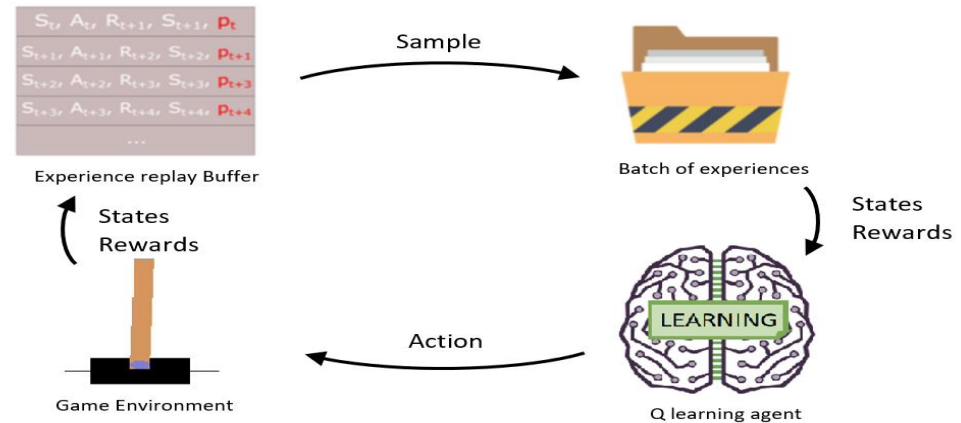 Sₜ, Aₜ, Rₜ₊₁, Sₜ₊₁, pₜ
Sₜ₊₁, Aₜ₊₁, Rₜ₊₂, Sₜ₊₂, pₜ₊₁
Sₜ₊₂, Aₜ₊₂, Rₜ₊₃, Sₜ₊₃, pₜ₊₃
Sₜ₊₃, Aₜ₊₃, Rₜ₊₄, Sₜ₊₄, pₜ₊₄
...
Experience replay Buffer
Sample
Batch of experiences
States
Rewards
States
Rewards
LEARNING
Action
Game Environment
Q learning agent